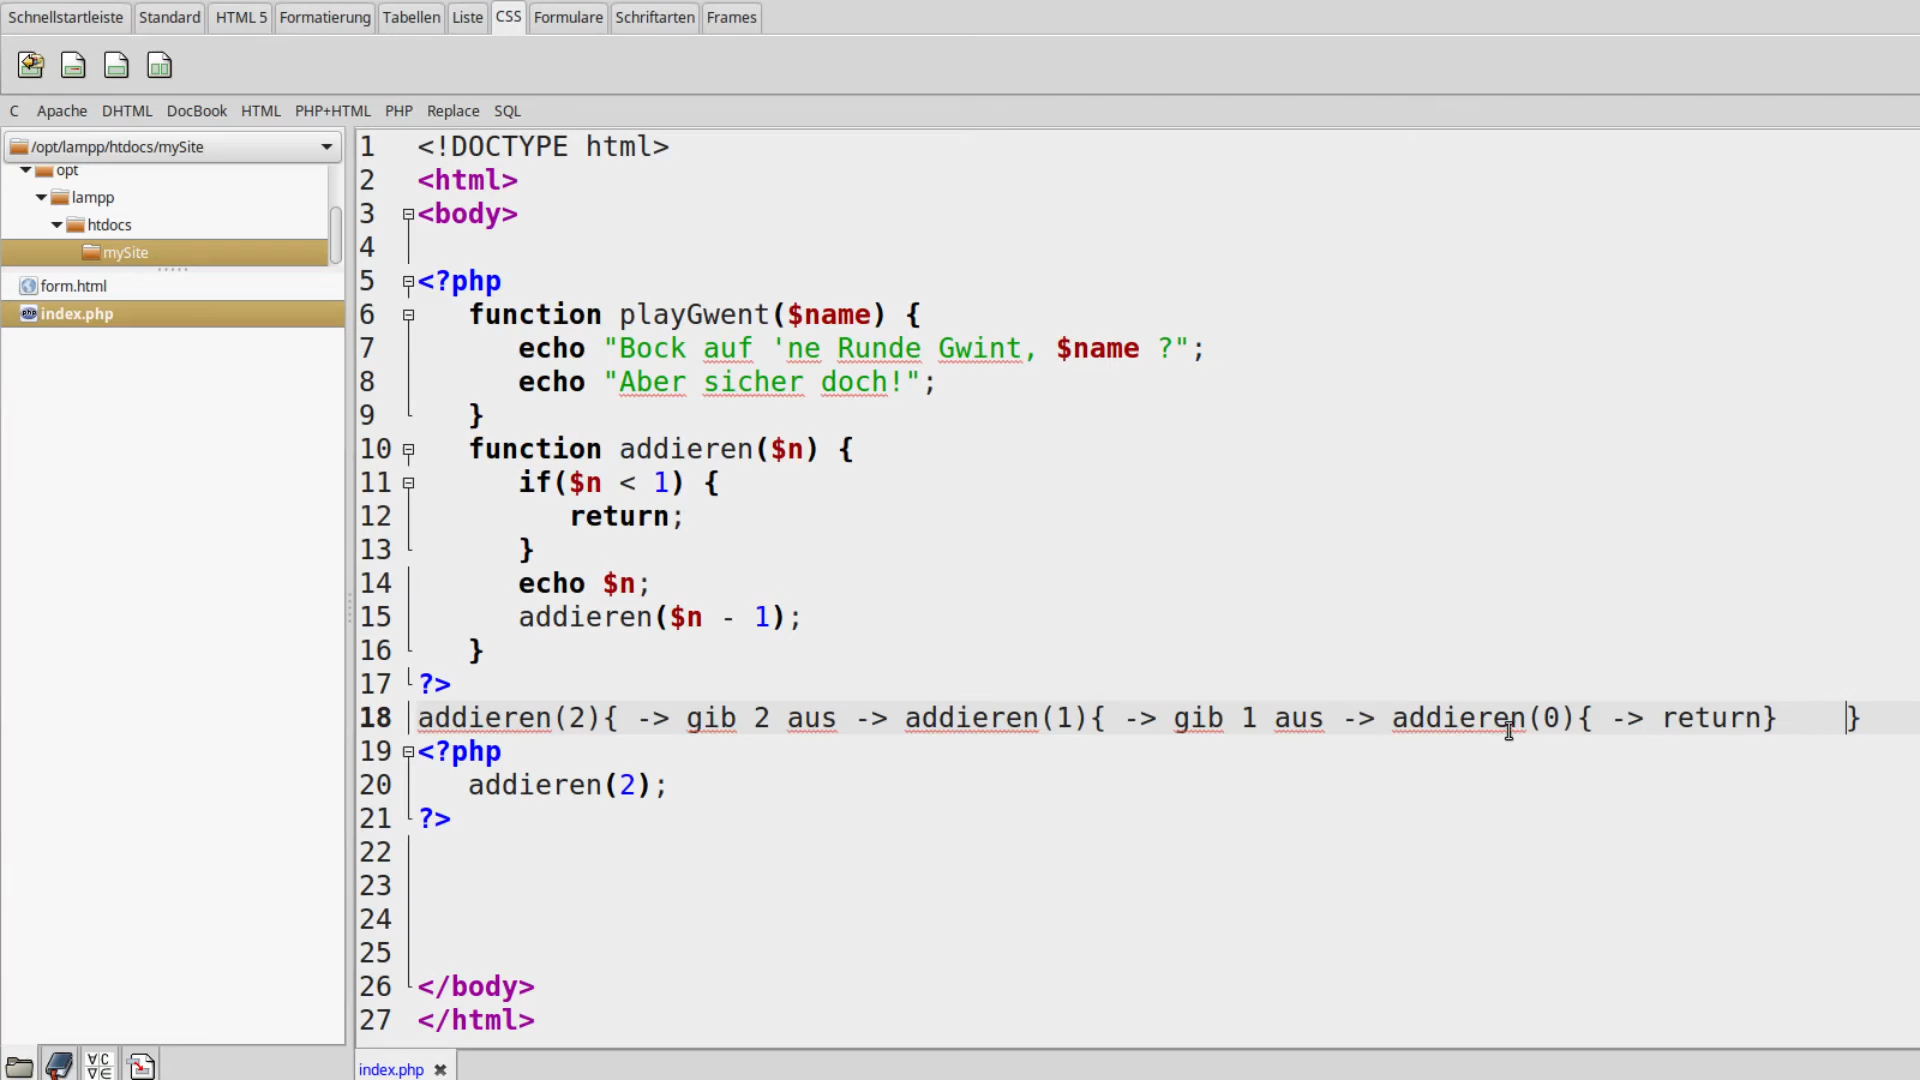 Schnellstartleiste Standard HTML 5 Formatierung Tabellen Liste CSS Formulare Schriftarten Frames
C Apache DHTML DocBook HTML PHP+HTML PHP Replace SQL
/opt/lampp/htdocs/mySite
opt
lampp
htdocs
mySite
form.html
index.php
1 <!DOCTYPE html>
2 <html>
3 <body>
4
5 <?php
6 function playGwent($name) {
7 echo "Bock auf 'ne Runde Gwint, $name ?";
8 echo "Aber sicher doch!";
9 }
10 function addieren($n) {
11 if($n < 1) {
12 return;
13 }
14 echo $n;
15 addieren($n - 1);
16 }
17 ?>
18 addieren(2){ -> gib 2 aus -> addieren(1){ -> gib 1 aus -> addieren(0){ -> return} }
19 <?php
20 addieren(2);
21 ?>
22
23
24
25
26 </body>
27 </html>
index.php